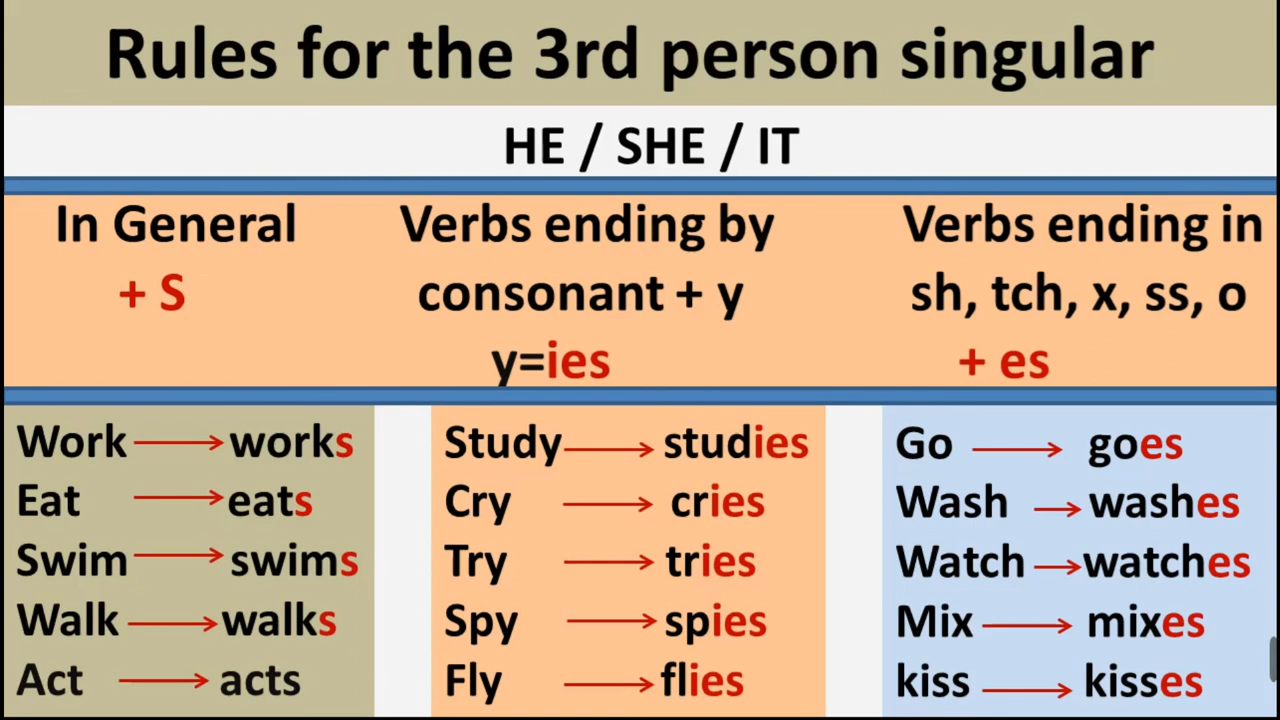 Rules for the 3rd person singular
HE / SHE / IT
In General
+ S
Verbs ending by
consonant + y
y=ies
Verbs ending in
sh, tch, x, ss, o
+ es
Work → works
Eat → eats
Swim → swims
Walk → walks
Act → acts
Study → studies
Cry → cries
Try → tries
Spy → spies
Fly → flies
Go → goes
Wash → washes
Watch → watches
Mix → mixes
kiss → kisses